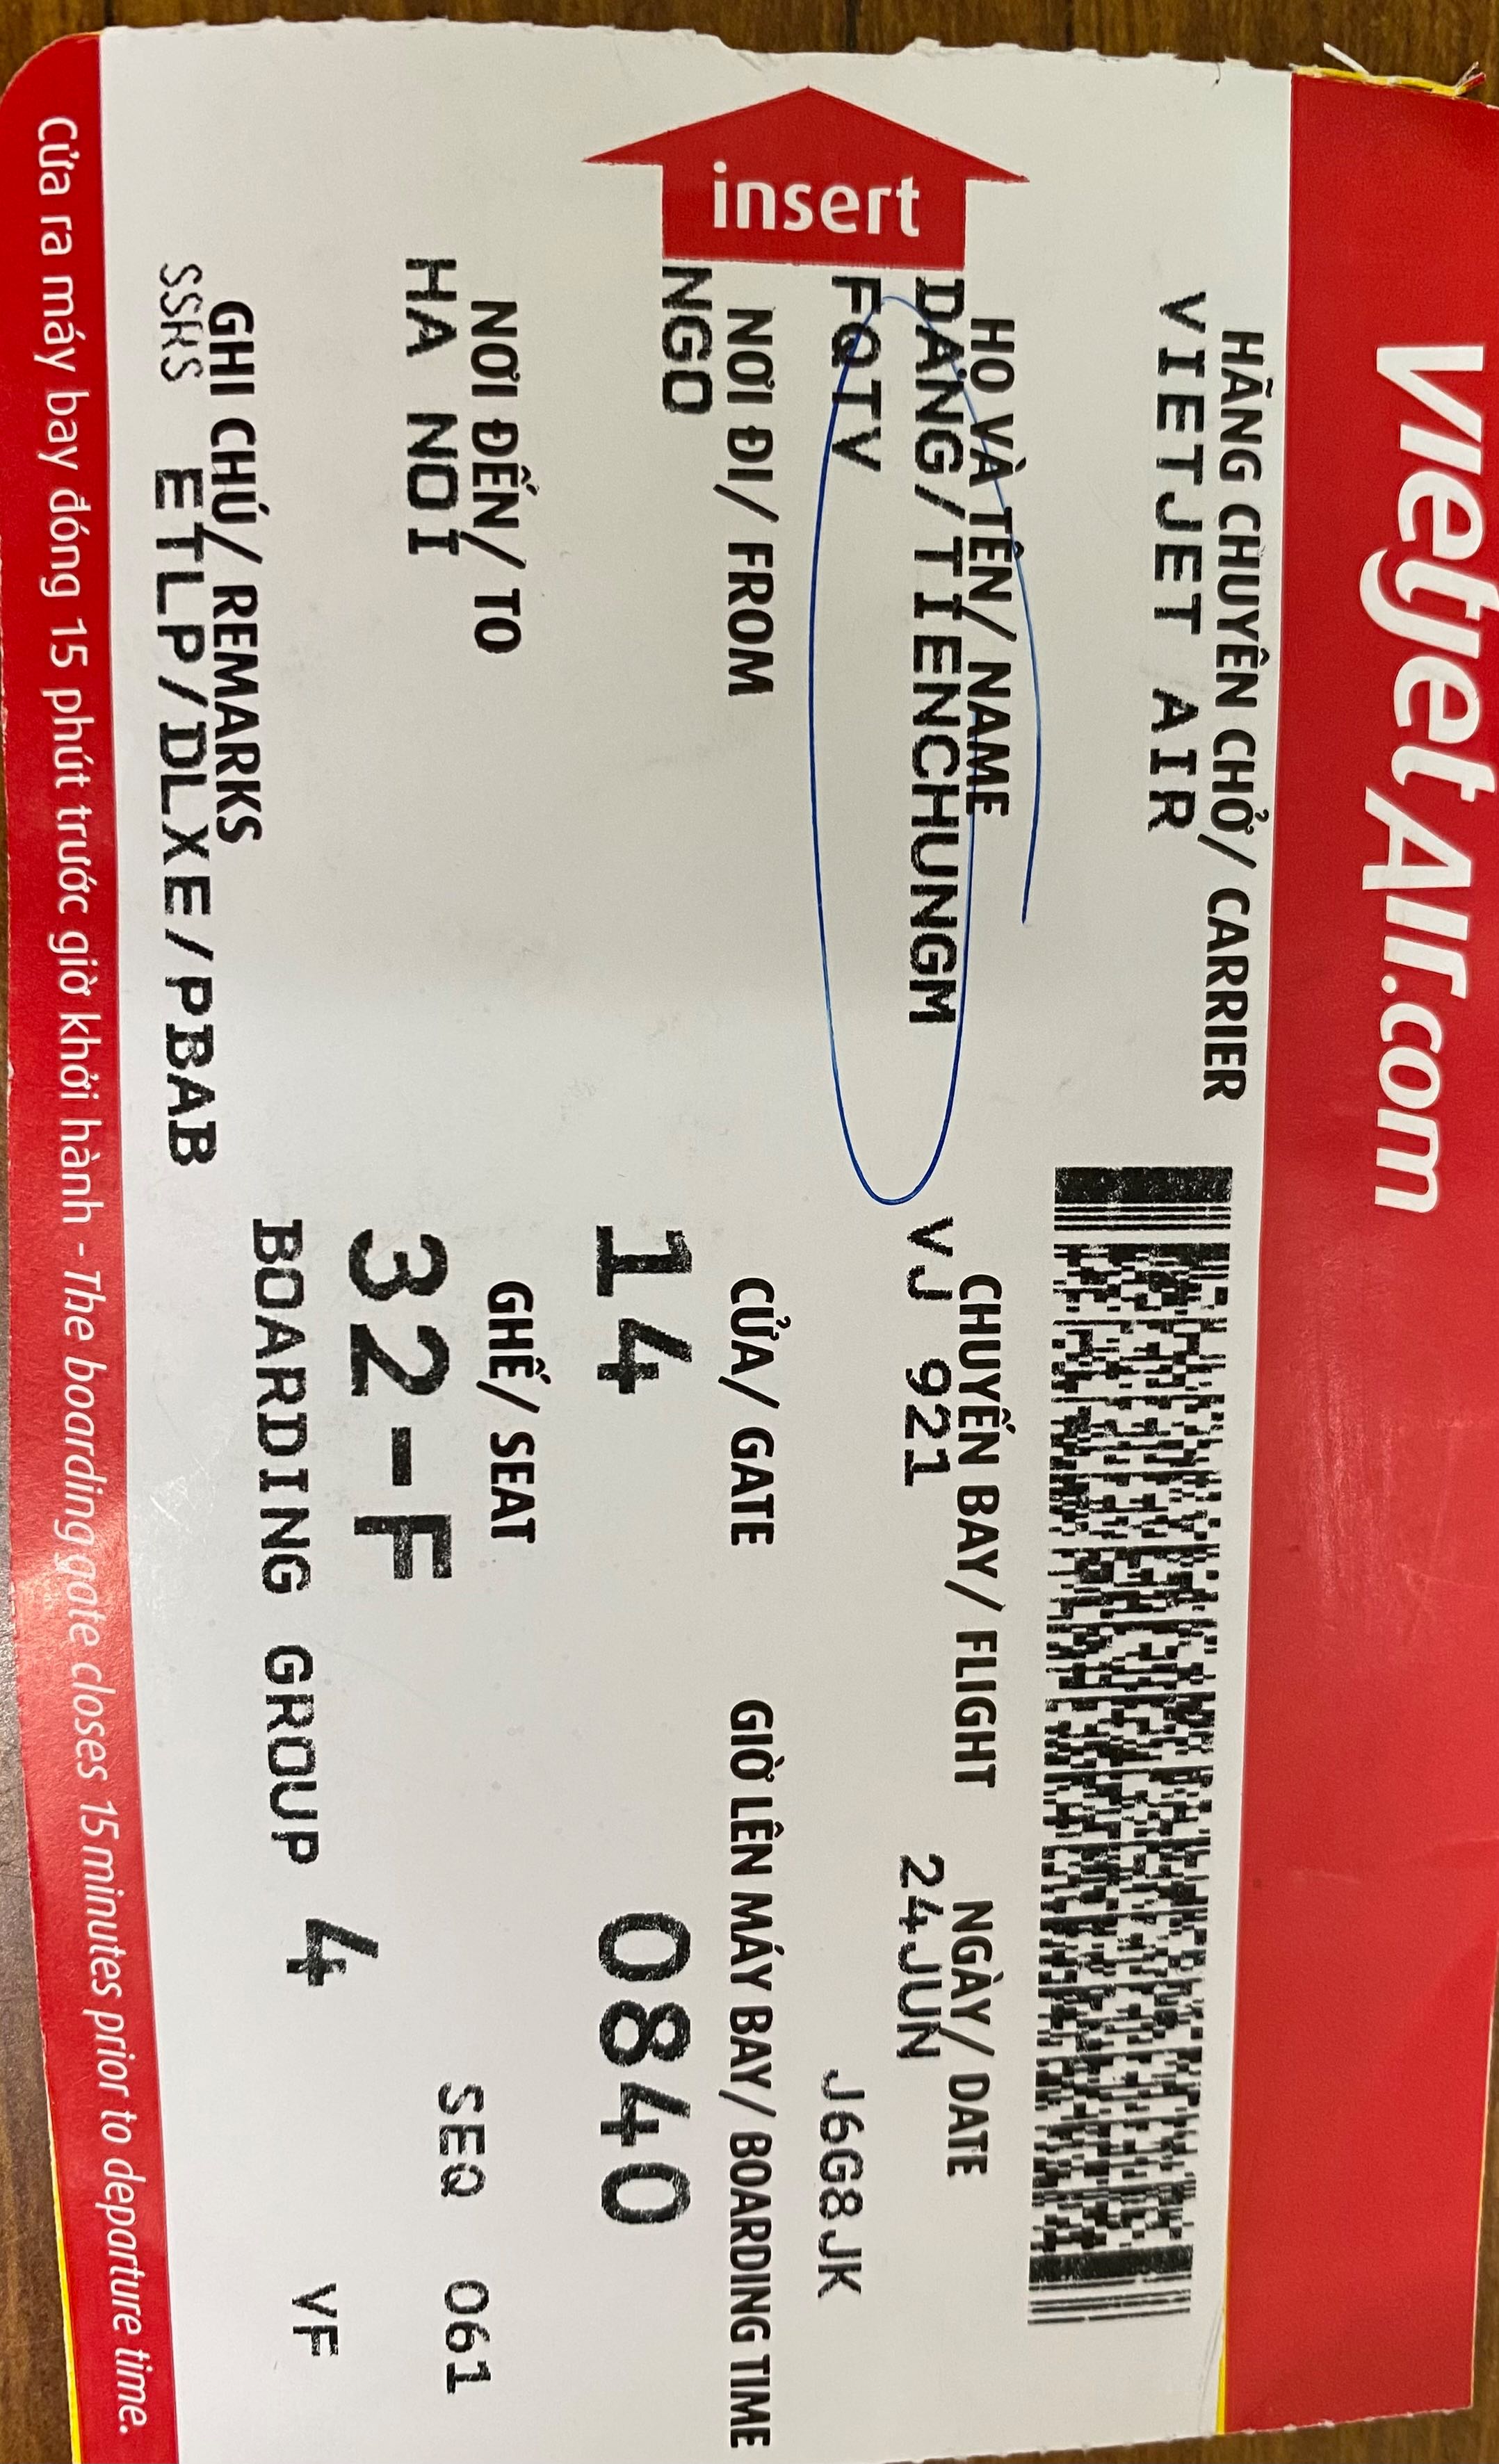 VietjetAir.com
HÃNG CHUYÊN CHỞ/ CARRIER
VIETJET AIR
HỌ VÀ TÊN/ NAME
DANG/TIENCHUNGM
FQTV
CHUYẾN BAY/ FLIGHT
VJ 921
NGÀY/ DATE
24JUN
J6G8JK
insert
NƠI ĐI/ FROM
NGO
CỬA/ GATE
14
GIỜ LÊN MÁY BAY/ BOARDING TIME
0840
NƠI ĐẾN/ TO
HA NOI
GHẾ/ SEAT
32-F
SEQ 061
BOARDING GROUP 4
VF
GHI CHÚ/ REMARKS
SSRS ETLP/DLXE/PBAB
Cửa ra máy bay đóng 15 phút trước giờ khởi hành - The boarding gate closes 15 minutes prior to departure time.